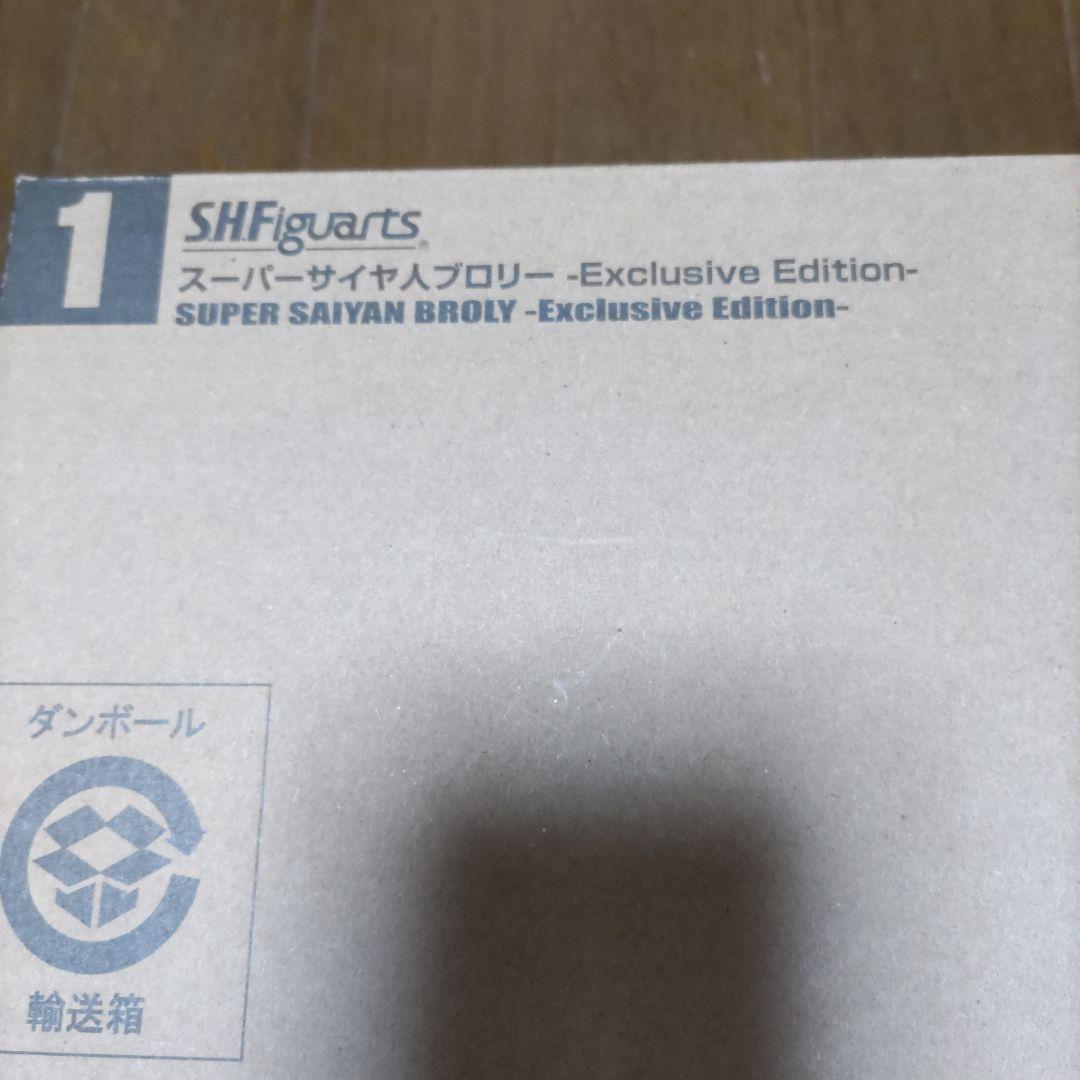 1
S.H.Figuarts®
スーパーサイヤ人ブロリー -Exclusive Edition-
SUPER SAIYAN BROLY -Exclusive Edition-
ダンボール
輸送箱